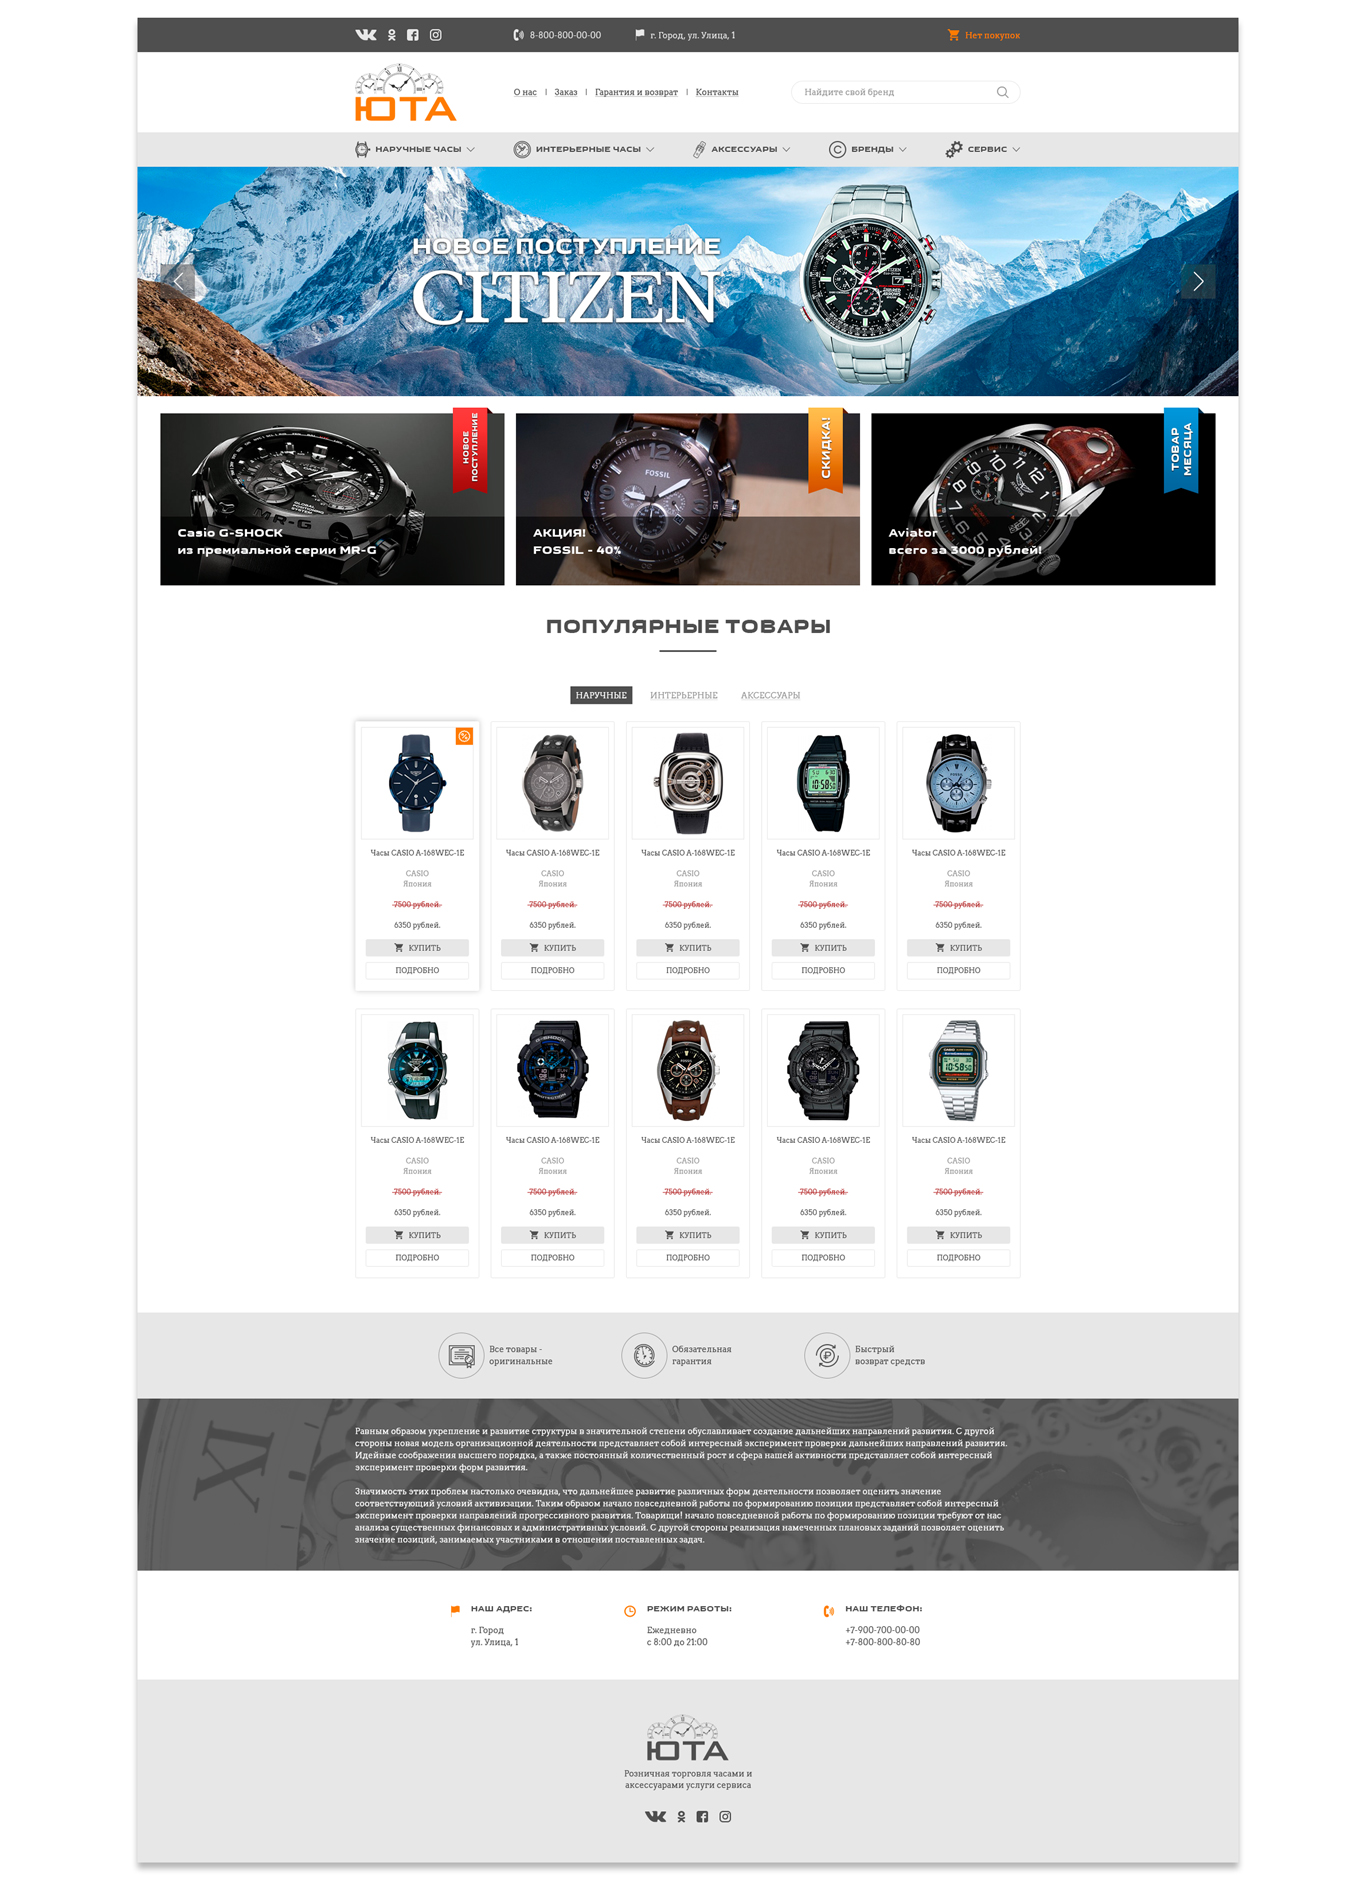 8-800-800-00-00
г. Город, ул. Улица, 1
Нет покупок
ЮТА
О нас | Заказ | Гарантия и возврат | Контакты
Найдите свой бренд
НАРУЧНЫЕ ЧАСЫ
ИНТЕРЬЕРНЫЕ ЧАСЫ
АКСЕССУАРЫ
БРЕНДЫ
СЕРВИС
НОВОЕ ПОСТУПЛЕНИЕ
CITIZEN
CITIZEN
НОВОЕ
ПОСТУПЛЕНИЕ
MR-G
Casio G-SHOCK
из премиальной серии MR-G
СКИДКА!
FOSSIL
АКЦИЯ!
FOSSIL - 40%
ТОВАР
МЕСЯЦА
Aviator
всего за 3000 рублей!
ПОПУЛЯРНЫЕ ТОВАРЫ
НАРУЧНЫЕ
ИНТЕРЬЕРНЫЕ
АКСЕССУАРЫ
Часы CASIO A-168WEC-1E
CASIO
Япония
7500 рублей.
6350 рублей.
КУПИТЬ
ПОДРОБНО
Часы CASIO A-168WEC-1E
CASIO
Япония
7500 рублей.
6350 рублей.
КУПИТЬ
ПОДРОБНО
Часы CASIO A-168WEC-1E
CASIO
Япония
7500 рублей.
6350 рублей.
КУПИТЬ
ПОДРОБНО
10:58
Часы CASIO A-168WEC-1E
CASIO
Япония
7500 рублей.
6350 рублей.
КУПИТЬ
ПОДРОБНО
Часы CASIO A-168WEC-1E
CASIO
Япония
7500 рублей.
6350 рублей.
КУПИТЬ
ПОДРОБНО
Часы CASIO A-168WEC-1E
CASIO
Япония
7500 рублей.
6350 рублей.
КУПИТЬ
ПОДРОБНО
G-SHOCK
Часы CASIO A-168WEC-1E
CASIO
Япония
7500 рублей.
6350 рублей.
КУПИТЬ
ПОДРОБНО
Часы CASIO A-168WEC-1E
CASIO
Япония
7500 рублей.
6350 рублей.
КУПИТЬ
ПОДРОБНО
Часы CASIO A-168WEC-1E
CASIO
Япония
7500 рублей.
6350 рублей.
КУПИТЬ
ПОДРОБНО
CASIO
10:58
Часы CASIO A-168WEC-1E
CASIO
Япония
7500 рублей.
6350 рублей.
КУПИТЬ
ПОДРОБНО
Все товары -
оригинальные
Обязательная
гарантия
Быстрый
возврат средств
Равным образом укрепление и развитие структуры в значительной степени обуславливает создание дальнейших направлений развития. С другой
стороны новая модель организационной деятельности представляет собой интересный эксперимент проверки дальнейших направлений развития.
Идейные соображения высшего порядка, а также постоянный количественный рост и сфера нашей активности представляет собой интересный
эксперимент проверки форм развития.
Значимость этих проблем настолько очевидна, что дальнейшее развитие различных форм деятельности позволяет оценить значение
соответствующий условий активизации. Таким образом начало повседневной работы по формированию позиции представляет собой интересный
эксперимент проверки направлений прогрессивного развития. Товарищи! начало повседневной работы по формированию позиции требуют от нас
анализа существенных финансовых и административных условий. С другой стороны реализация намеченных плановых заданий позволяет оценить
значение позиций, занимаемых участниками в отношении поставленных задач.
НАШ АДРЕС:
г. Город
ул. Улица, 1
РЕЖИМ РАБОТЫ:
Ежедневно
с 8:00 до 21:00
НАШ ТЕЛЕФОН:
+7-900-700-00-00
+7-800-800-80-80
ЮТА
Розничная торговля часами и
аксессуарами услуги сервиса